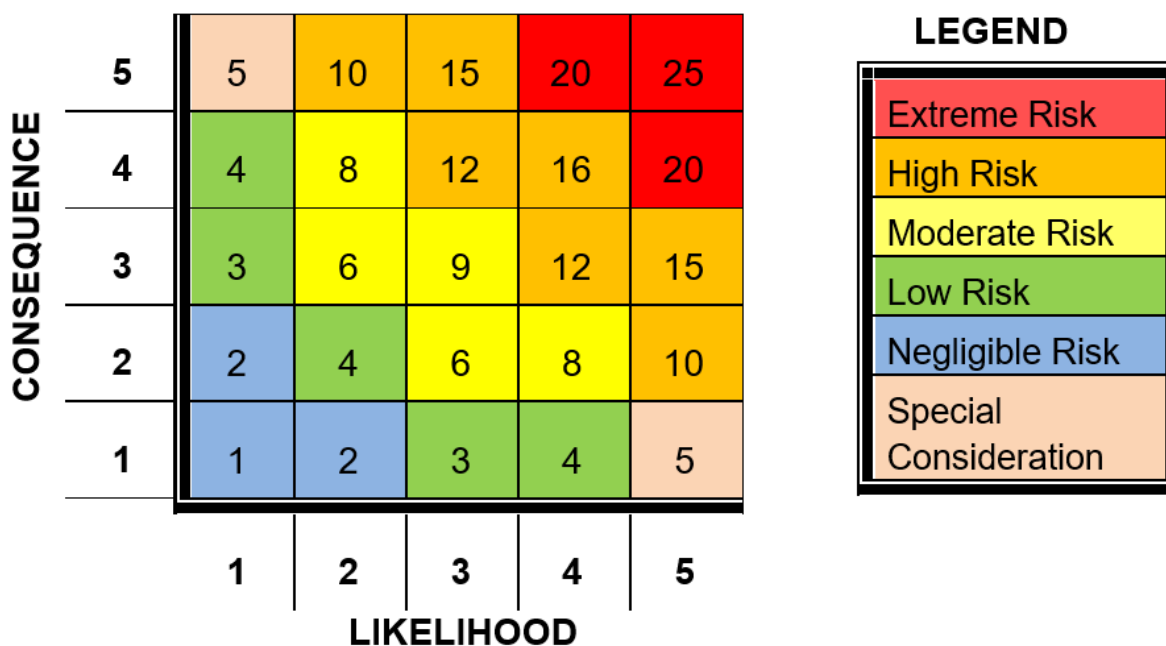 LEGEND
CONSEQUENCE
5 5 10 15 20 25
4 4 8 12 16 20
3 3 6 9 12 15
2 2 4 6 8 10
1 1 2 3 4 5
1 2 3 4 5
LIKELIHOOD
Extreme Risk
High Risk
Moderate Risk
Low Risk
Negligible Risk
Special
Consideration